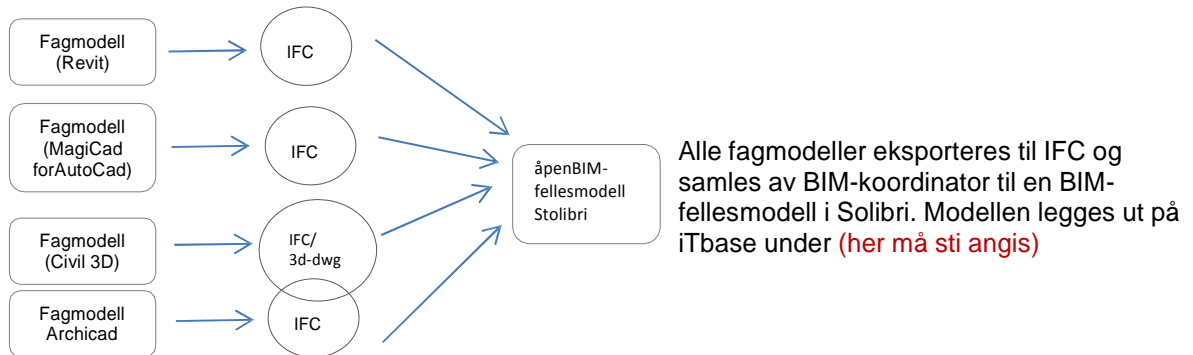 Fagmodell
(Revit)
IFC
Fagmodell
(MagiCad
forAutoCad)
IFC
Fagmodell
(Civil 3D)
IFC/
3d-dwg
Fagmodell
Archicad
IFC
åpenBIM-
fellesmodell
Stolibri
Alle fagmodeller eksporteres til IFC og
samles av BIM-koordinator til en BIM-
fellesmodell i Solibri. Modellen legges ut på
iTbase under (her må sti angis)